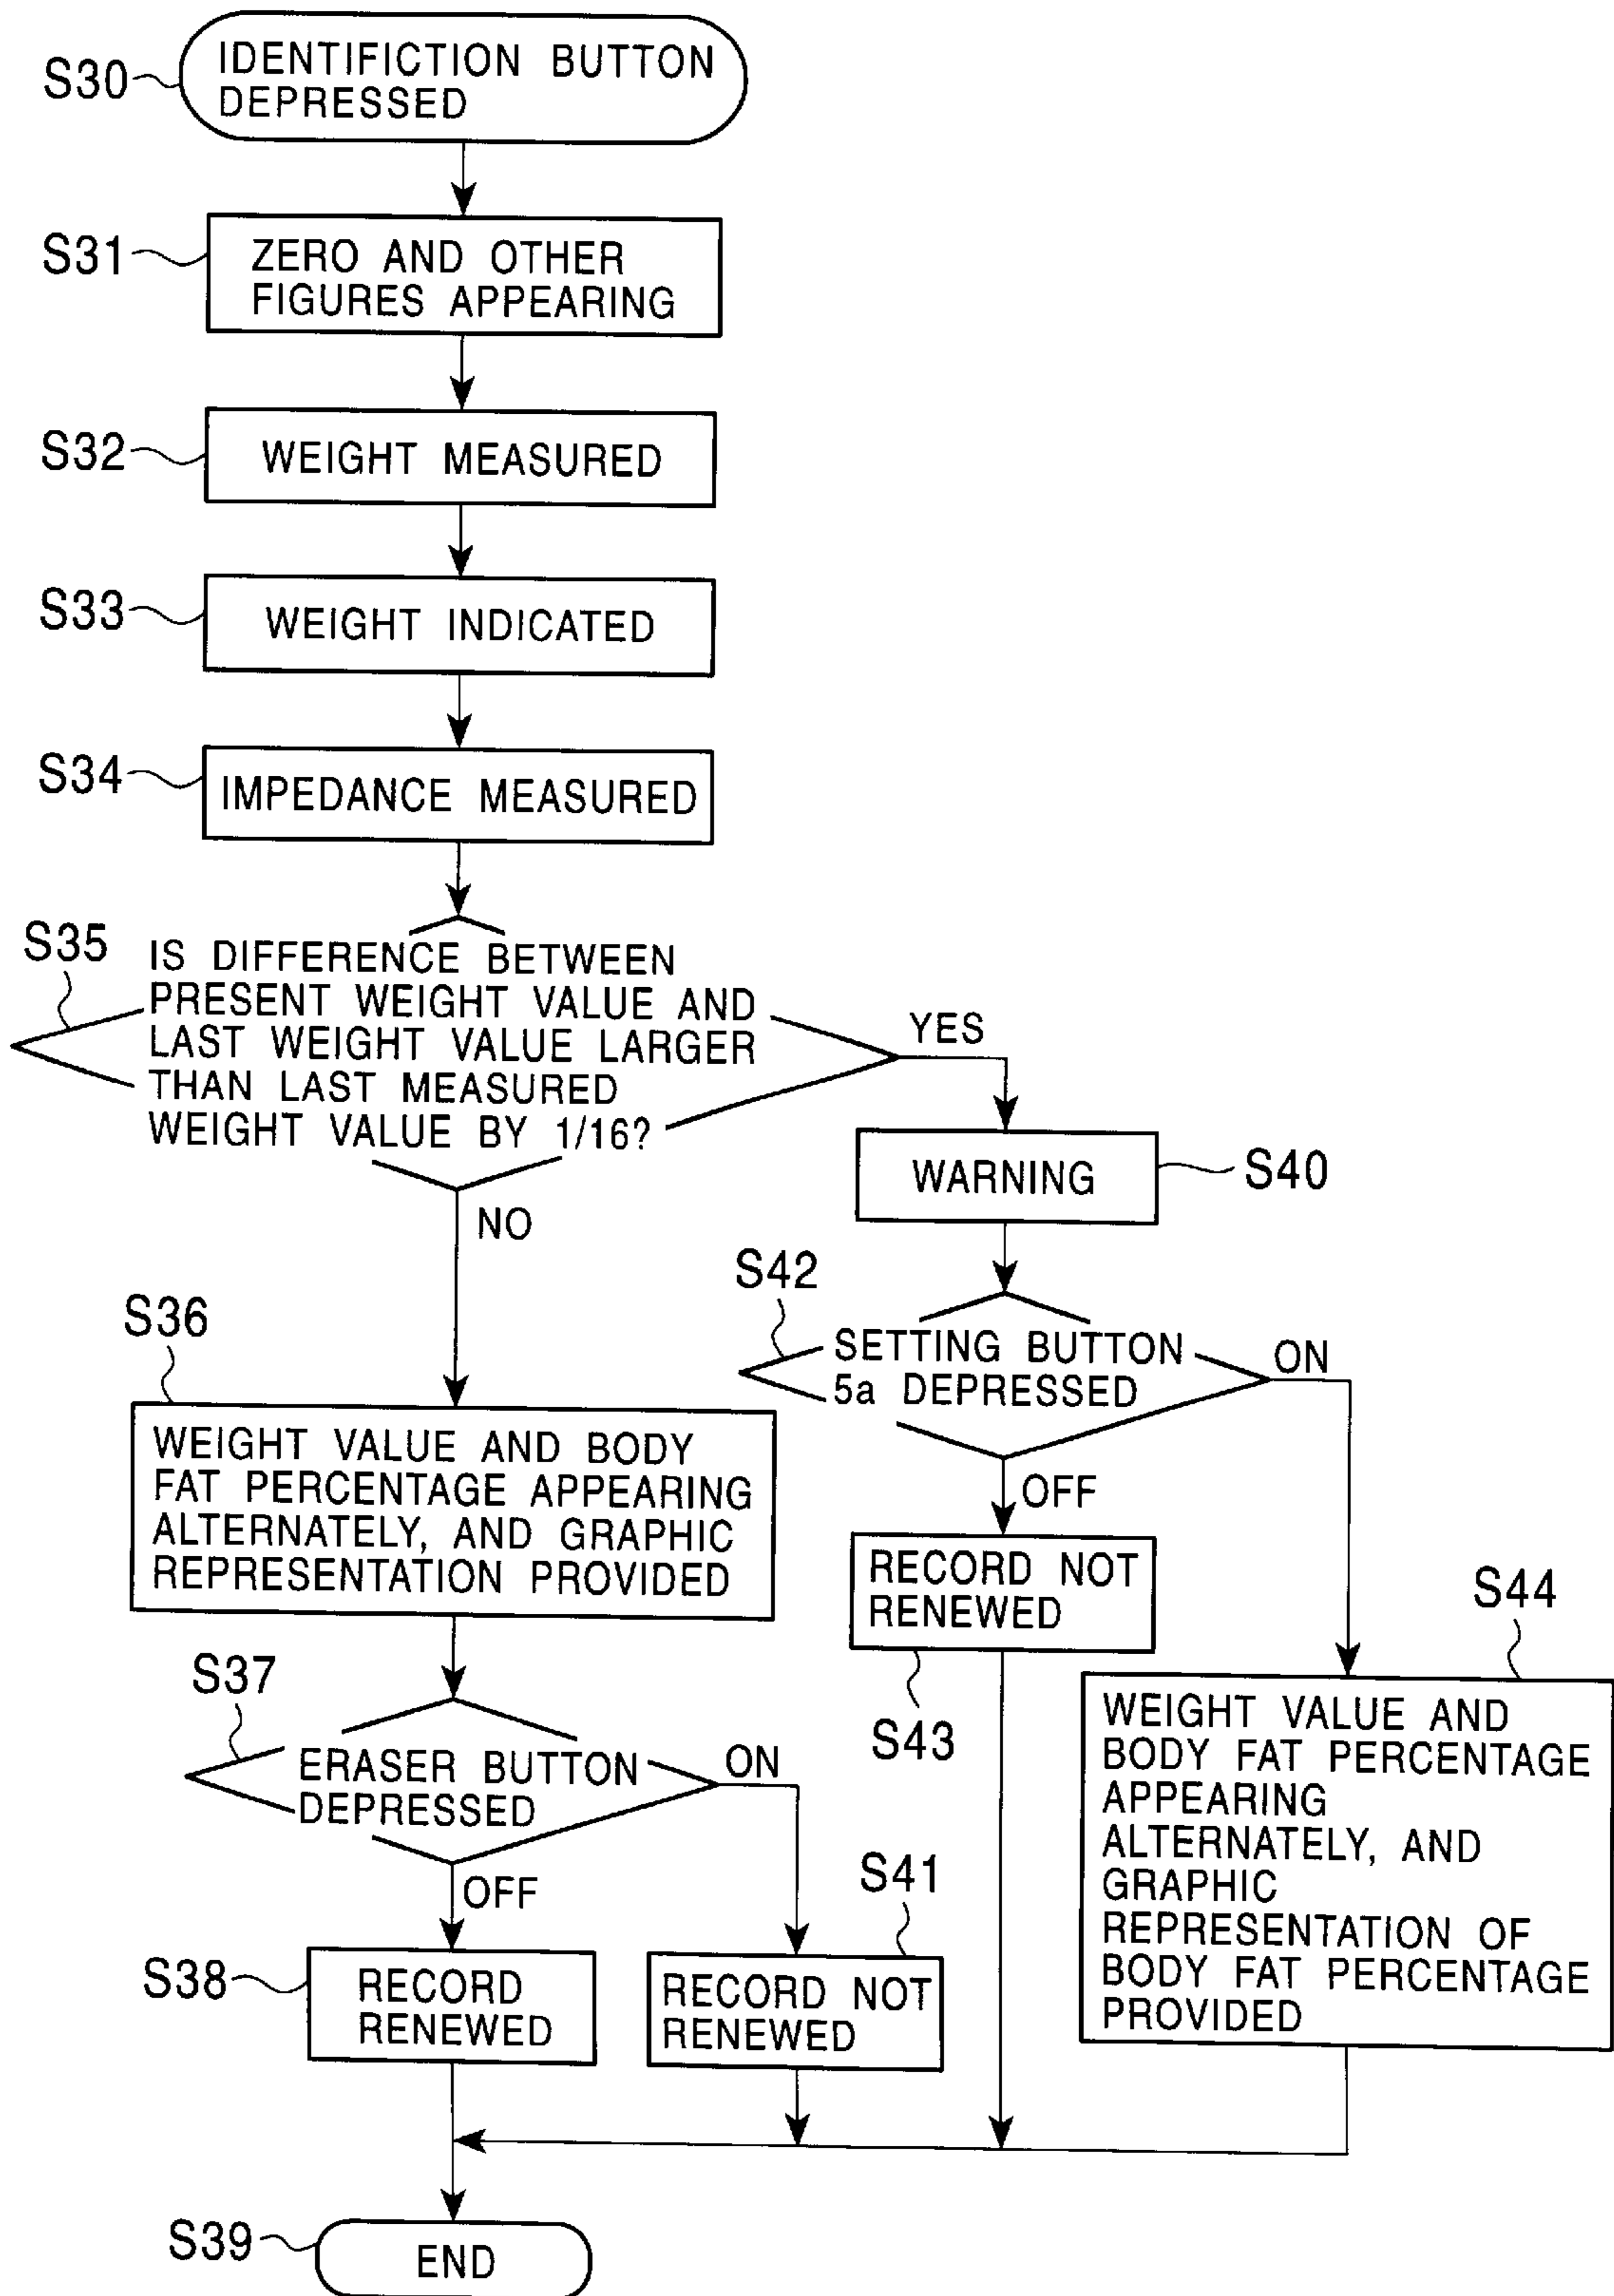 S30
IDENTIFICTION BUTTON
DEPRESSED
S31
ZERO AND OTHER
FIGURES APPEARING
S32
WEIGHT MEASURED
S33
WEIGHT INDICATED
S34
IMPEDANCE MEASURED
S35
IS DIFFERENCE BETWEEN
PRESENT WEIGHT VALUE AND
LAST WEIGHT VALUE LARGER
THAN LAST MEASURED
WEIGHT VALUE BY 1/16?
YES
NO
WARNING
S40
S42
SETTING BUTTON
5a DEPRESSED
ON
OFF
S36
WEIGHT VALUE AND BODY
FAT PERCENTAGE APPEARING
ALTERNATELY, AND GRAPHIC
REPRESENTATION PROVIDED
RECORD NOT
RENEWED
S43
S44
WEIGHT VALUE AND
BODY FAT PERCENTAGE
APPEARING
ALTERNATELY, AND
GRAPHIC
REPRESENTATION OF
BODY FAT PERCENTAGE
PROVIDED
S37
ERASER BUTTON
DEPRESSED
ON
OFF
S38
RECORD
RENEWED
S41
RECORD NOT
RENEWED
S39
END